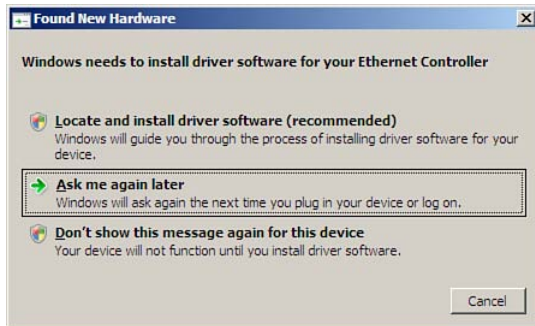 Found New Hardware
Windows needs to install driver software for your Ethernet Controller
Locate and install driver software (recommended)
Windows will guide you through the process of installing driver software for your
device.
Ask me again later
Windows will ask again the next time you plug in your device or log on.
Don't show this message again for this device
Your device will not function until you install driver software.
Cancel